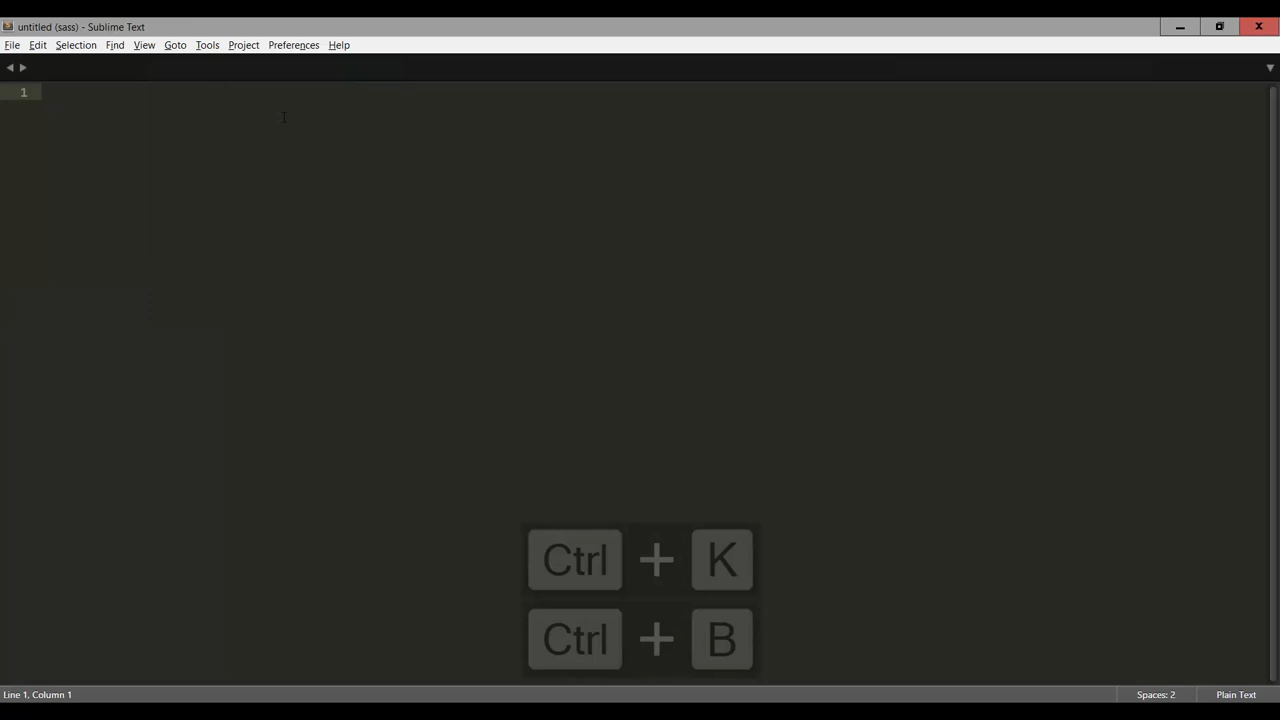 untitled (sass) - Sublime Text
File Edit Selection Find View Goto Tools Project Preferences Help
1
Ctrl + K
Ctrl + B
Line 1, Column 1 Spaces: 2 Plain Text